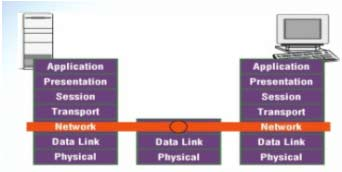 Application
Presentation
Session
Transport
Network
Data Link
Physical
Data Link
Physical
Application
Presentation
Session
Transport
Network
Data Link
Physical